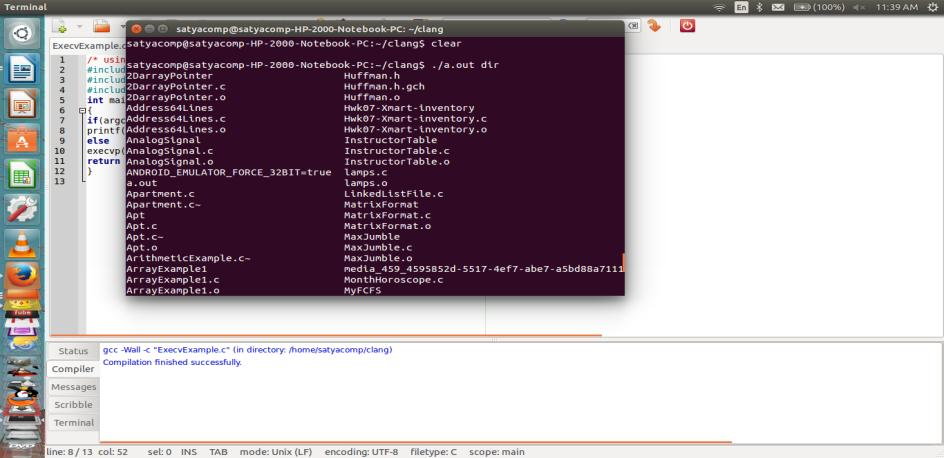 Terminal
En (100%) 11:39 AM
satyacomp@satyacomp-HP-2000-Notebook-PC: ~/clang
satyacomp@satyacomp-HP-2000-Notebook-PC:~/clang$ clear
satyacomp@satyacomp-HP-2000-Notebook-PC:~/clang$ ./a.out dir
2DarrayPointer Huffman.h
2DarrayPointer.c Huffman.h.gch
2DarrayPointer.o Huffman.o
Address64Lines Hwk07-Xmart-inventory
Address64Lines.c Hwk07-Xmart-inventory.c
Address64Lines.o Hwk07-Xmart-inventory.o
AnalogSignal InstructorTable
AnalogSignal.c InstructorTable.c
AnalogSignal.o InstructorTable.o
ANDROID_EMULATOR_FORCE_32BIT=true lamps.c
a.out lamps.o
Apartment.c LinkedListFile.c
Apartment.c~ MatrixFormat
Apt MatrixFormat.c
Apt.c MatrixFormat.o
Apt.c~ MaxJumble
Apt.o MaxJumble.c
ArithmeticExample.c~ MaxJumble.o
ArrayExample1 media_459_4595852d-5517-4ef7-abe7-a5bd88a7111
ArrayExample1.c MonthHoroscope.c
ArrayExample1.o MyFCFS
ExecvExample.c
1 /* usin
2 #includ
3 #includ
4 #includ
5 int mai
6 {
7 if(argc
8 printf(
9 else
10 execvp(
11 return
12 }
13
Status
Compiler
Messages
Scribble
Terminal
gcc -Wall -c "ExecvExample.c" (in directory: /home/satyacomp/clang)
Compilation finished successfully.
line: 8 / 13 col: 52 sel: 0 INS TAB mode: Unix (LF) encoding: UTF-8 filetype: C scope: main